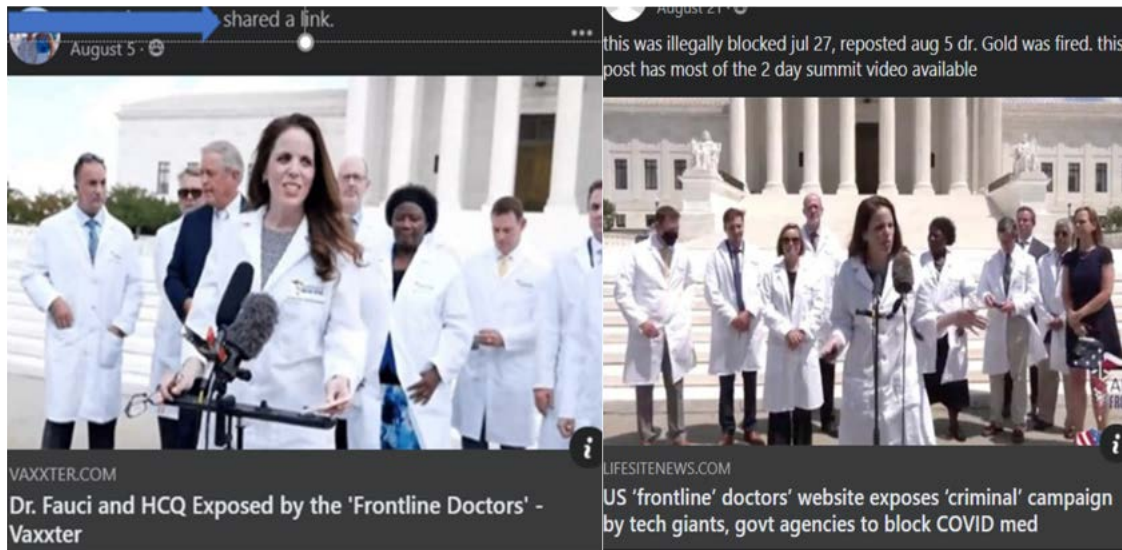 shared a link.
August 5
VAXXTER.COM
Dr. Fauci and HCQ Exposed by the 'Frontline Doctors' -
Vaxxter
August 21
this was illegally blocked jul 27, reposted aug 5 dr. Gold was fired. this
post has most of the 2 day summit video available
LIFESITENEWS.COM
US ‘frontline’ doctors’ website exposes ‘criminal’ campaign
by tech giants, govt agencies to block COVID med